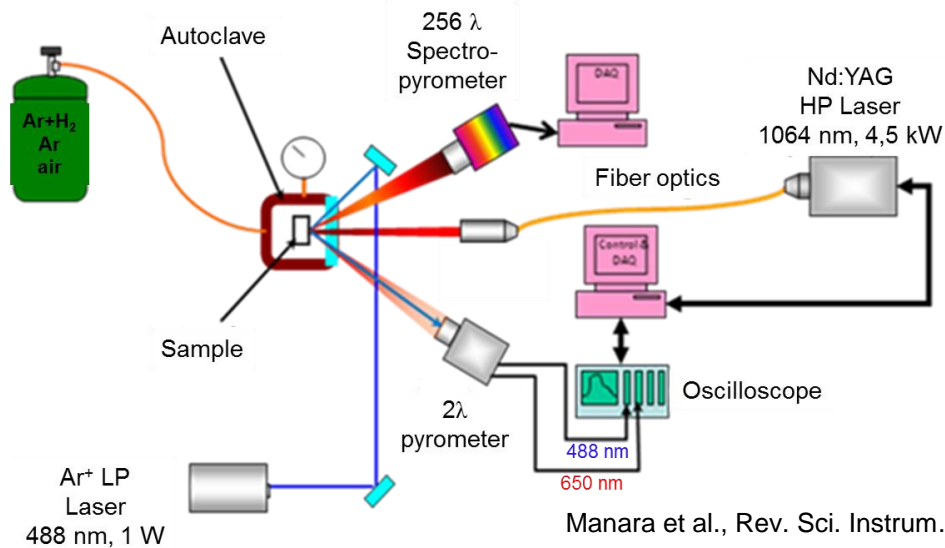 256 λ
Spectro-
pyrometer
Autoclave
DAQ
Nd:YAG
HP Laser
1064 nm, 4,5 kW
Ar+H₂
Ar
air
Fiber optics
Control &
DAQ
Sample
Oscilloscope
2λ
pyrometer
488 nm
650 nm
Ar⁺ LP
Laser
488 nm, 1 W
Manara et al., Rev. Sci. Instrum.